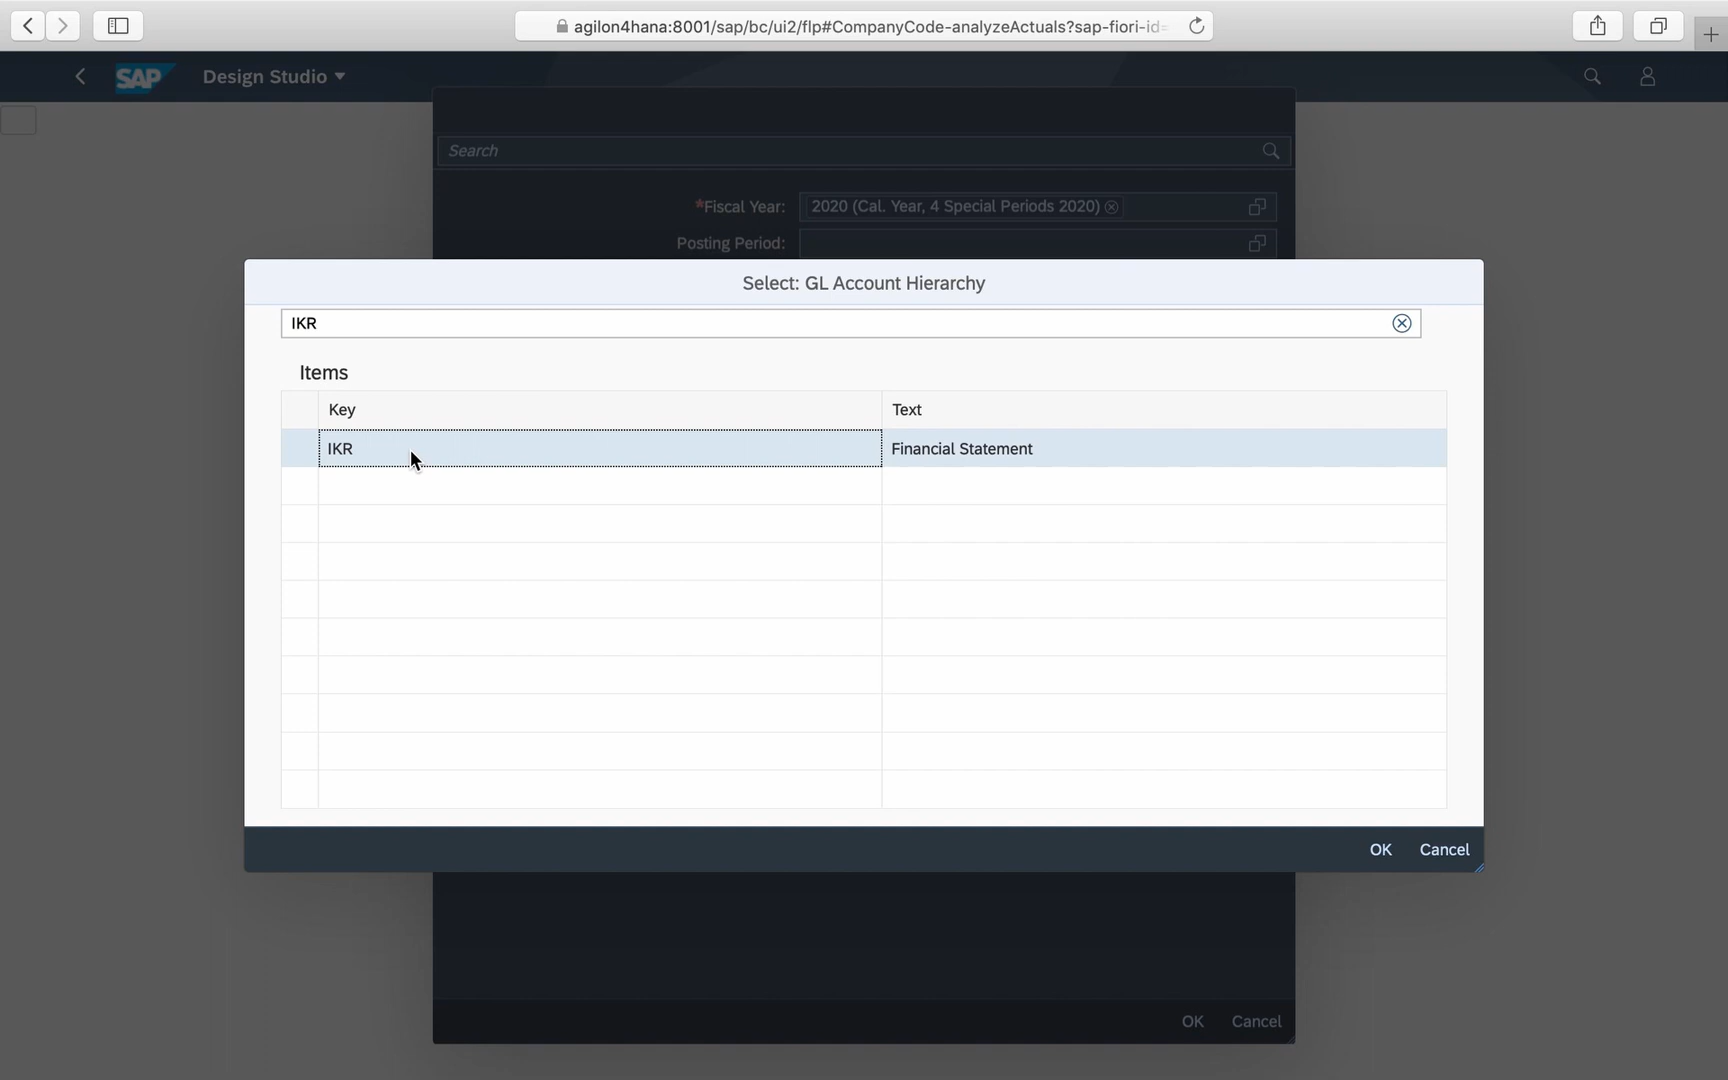 agilon4hana:8001/sap/bc/ui2/flp#CompanyCode-analyzeActuals?sap-fiori-id=
SAP Design Studio
Search
*Fiscal Year: 2020 (Cal. Year, 4 Special Periods 2020)
Posting Period:
Select: GL Account Hierarchy
IKR
Items
Key Text
IKR Financial Statement
OK Cancel
OK Cancel